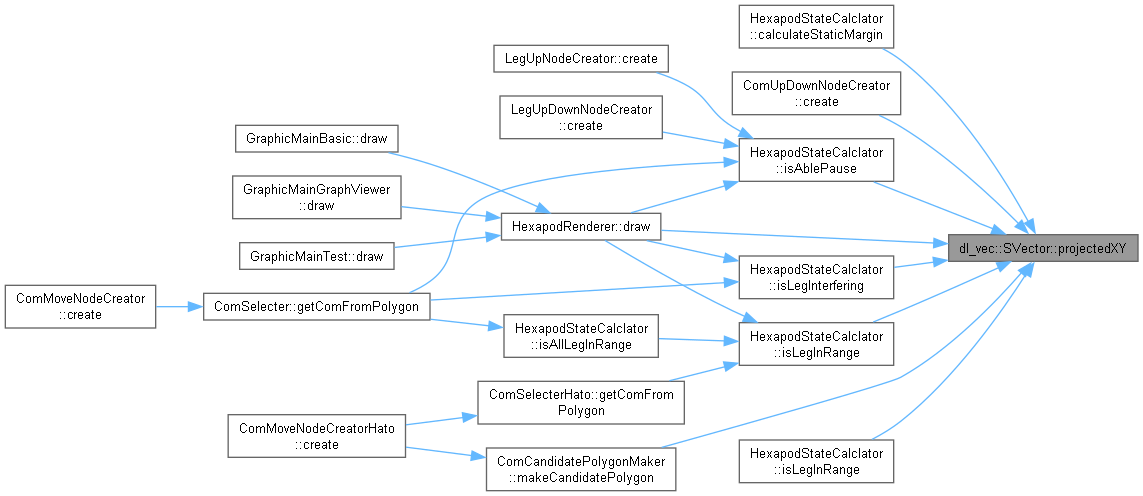 HexapodStateCalclator
::calculateStaticMargin
LegUpNodeCreator::create
ComUpDownNodeCreator
::create
LegUpDownNodeCreator
::create
GraphicMainBasic::draw
HexapodStateCalclator
::isAblePause
GraphicMainGraphViewer
::draw
HexapodRenderer::draw
GraphicMainTest::draw
dl_vec::SVector::projectedXY
HexapodStateCalclator
::isLegInterfering
ComMoveNodeCreator
::create
ComSelecter::getComFromPolygon
HexapodStateCalclator
::isAllLegInRange
HexapodStateCalclator
::isLegInRange
ComSelecterHato::getComFrom
Polygon
ComMoveNodeCreatorHato
::create
ComCandidatePolygonMaker
::makeCandidatePolygon
HexapodStateCalclator
::isLegInRange